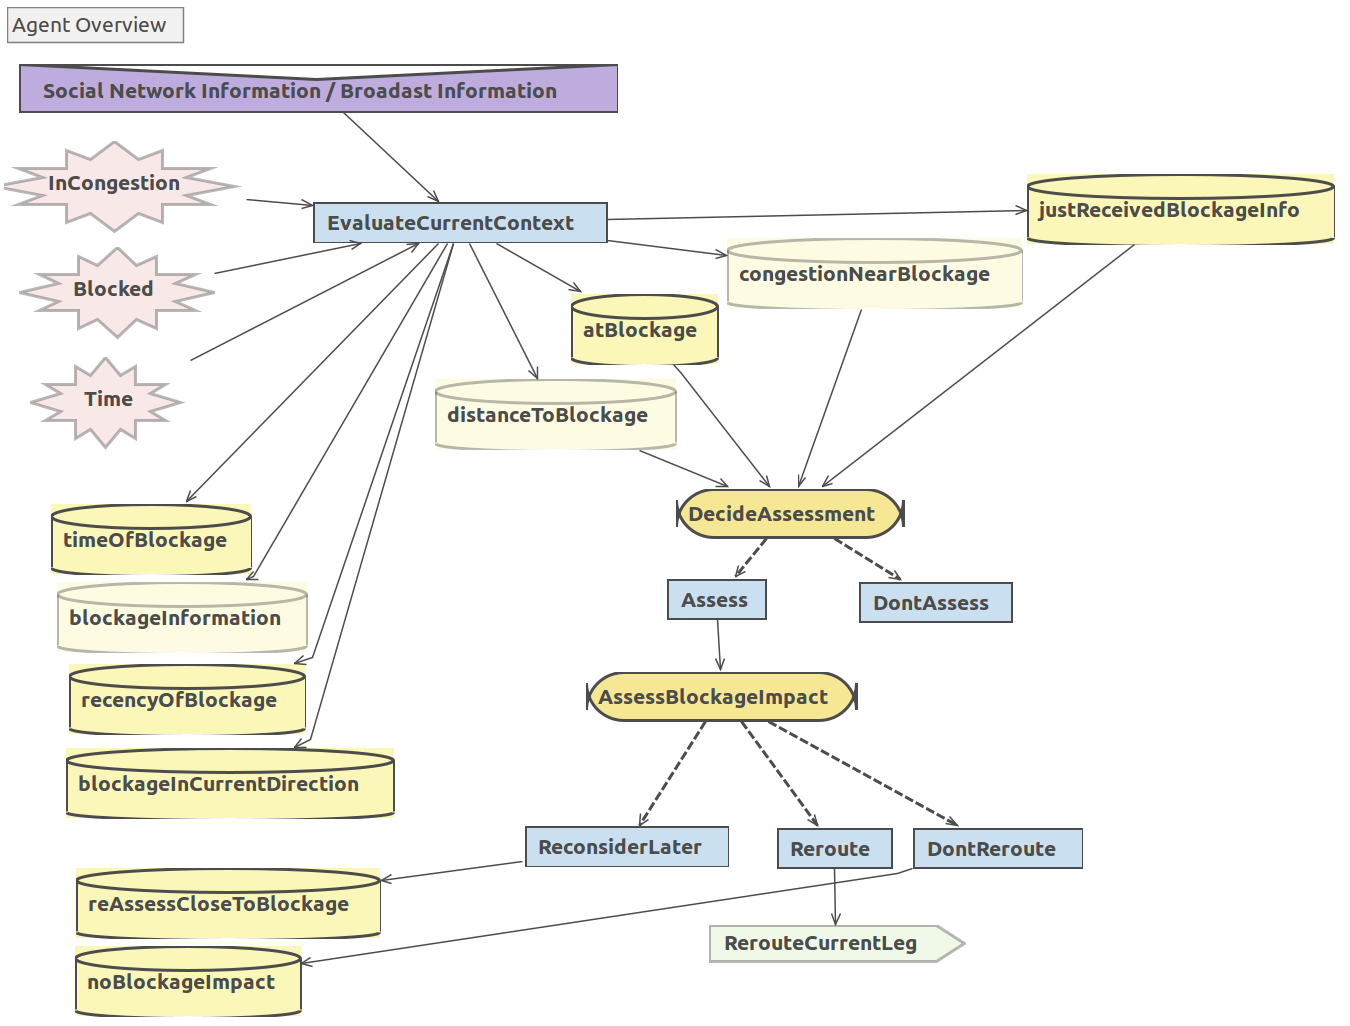 Agent Overview
Social Network Information / Broadast Information
InCongestion
EvaluateCurrentContext
justReceivedBlockageInfo
Blocked
congestionNearBlockage
atBlockage
Time
distanceToBlockage
DecideAssessment
timeOfBlockage
Assess
DontAssess
blockageInformation
recencyOfBlockage
AssessBlockageImpact
blockageInCurrentDirection
ReconsiderLater
Reroute
DontReroute
reAssessCloseToBlockage
RerouteCurrentLeg
noBlockageImpact